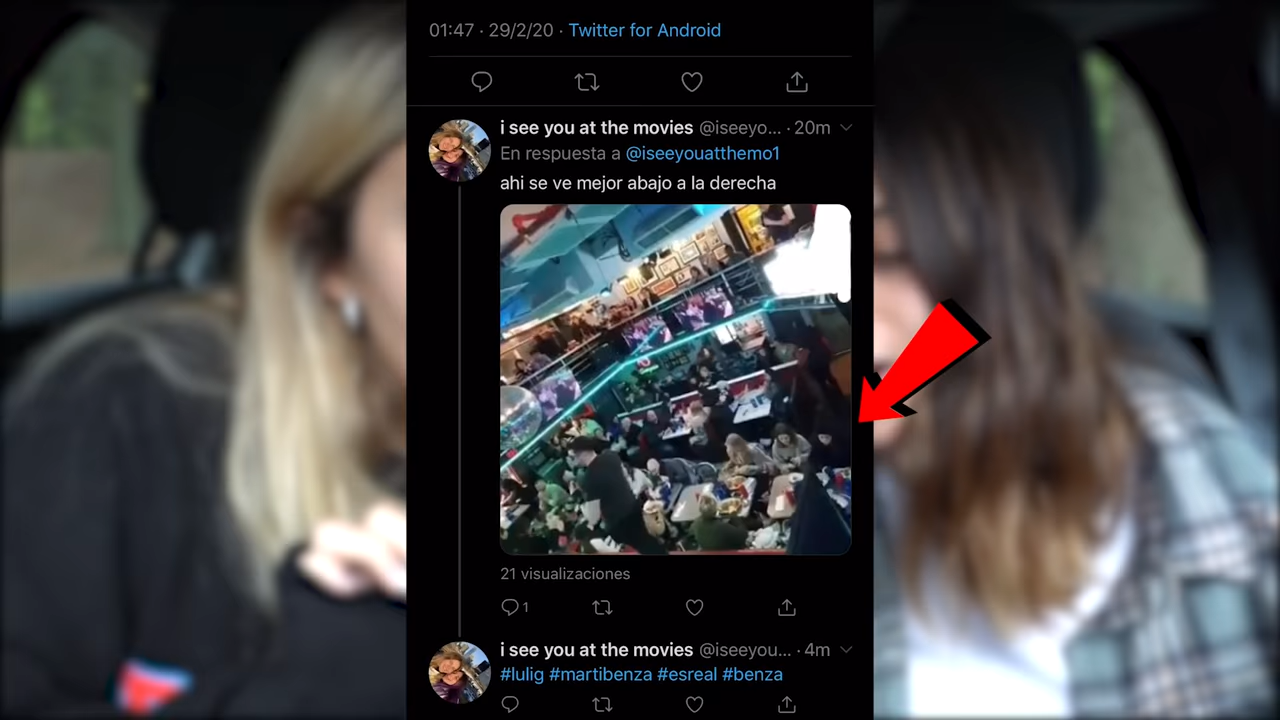 01:47 · 29/2/20 · Twitter for Android
i see you at the movies @iseeyo... · 20m
En respuesta a @iseeyouatthemo1
ahi se ve mejor abajo a la derecha
21 visualizaciones
1
i see you at the movies @iseeyou... · 4m
#lulig #martibenza #esreal #benza